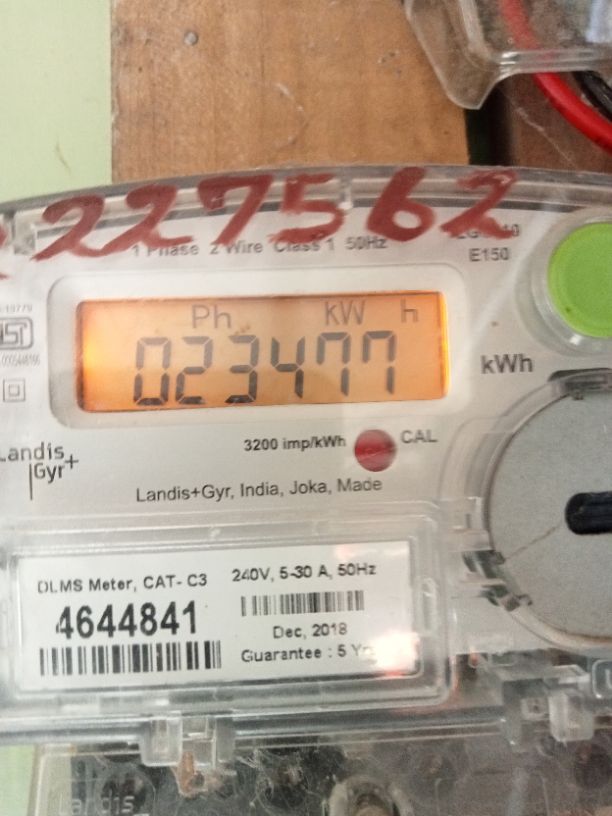 227562
1 Phase 2 Wire Class 1 50Hz
E150
Ph kW h
023477
kWh
3200 imp/kWh CAL
Landis+
Gyr
Landis+Gyr, India, Joka, Made
DLMS Meter, CAT- C3
240V, 5-30 A, 50Hz
4644841
Dec, 2018
Guarantee : 5
Landis